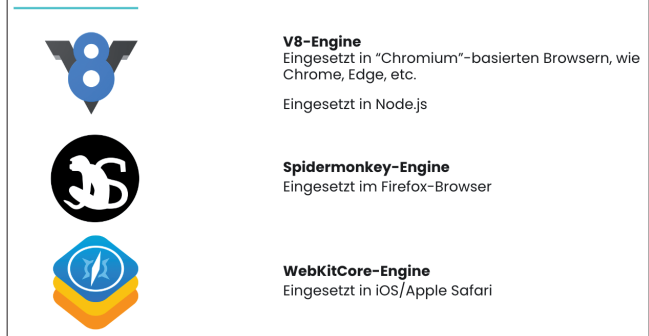 V8-Engine
Eingesetzt in “Chromium”-basierten Browsern, wie
Chrome, Edge, etc.
Eingesetzt in Node.js
Spidermonkey-Engine
Eingesetzt im Firefox-Browser
WebKitCore-Engine
Eingesetzt in iOS/Apple Safari